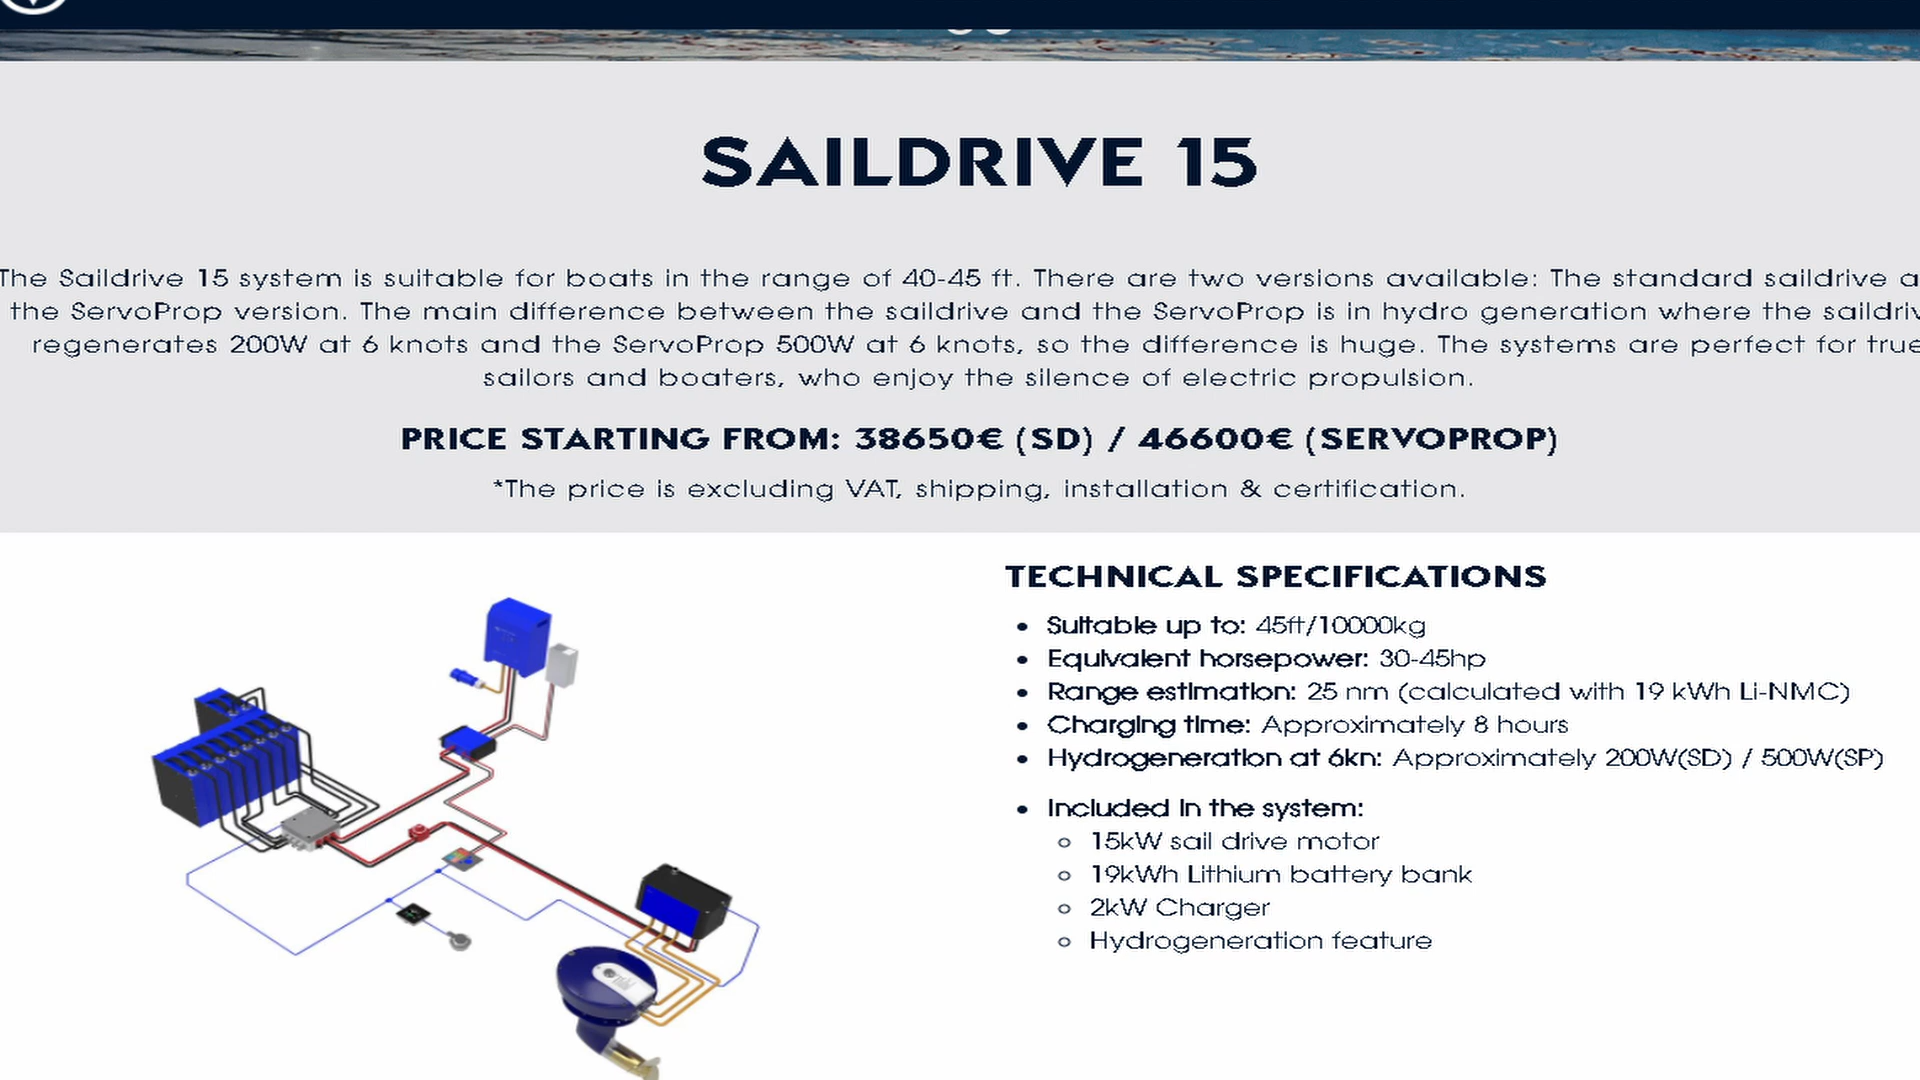 SAILDRIVE 15
The Saildrive 15 system is suitable for boats in the range of 40-45 ft. There are two versions available: The standard saildrive
the ServoProp version. The main difference between the saildrive and the ServoProp is in hydro generation where the
regenerates 200W at 6 knots and the ServoProp 500W at 6 knots, so the difference is huge. The systems are perfect for true
sailors and boaters, who enjoy the silence of electric propulsion.
PRICE STARTING FROM: 38650€ (SD) / 46600€ (SERVOPROP)
*The price is excluding VAT, shipping, installation & certification.
TECHNICAL SPECIFICATIONS
• Suitable up to: 45ft/10000kg
• Equivalent horsepower: 30-45hp
• Range estimation: 25 nm (calculated with 19 kWh Li-NMC)
• Charging time: Approximately 8 hours
• Hydrogeneration at 6kn: Approximately 200W(SD) / 500W(SP)
• Included in the system:
○ 15kW sail drive motor
○ 19kWh Lithium battery bank
○ 2kW Charger
○ Hydrogeneration feature